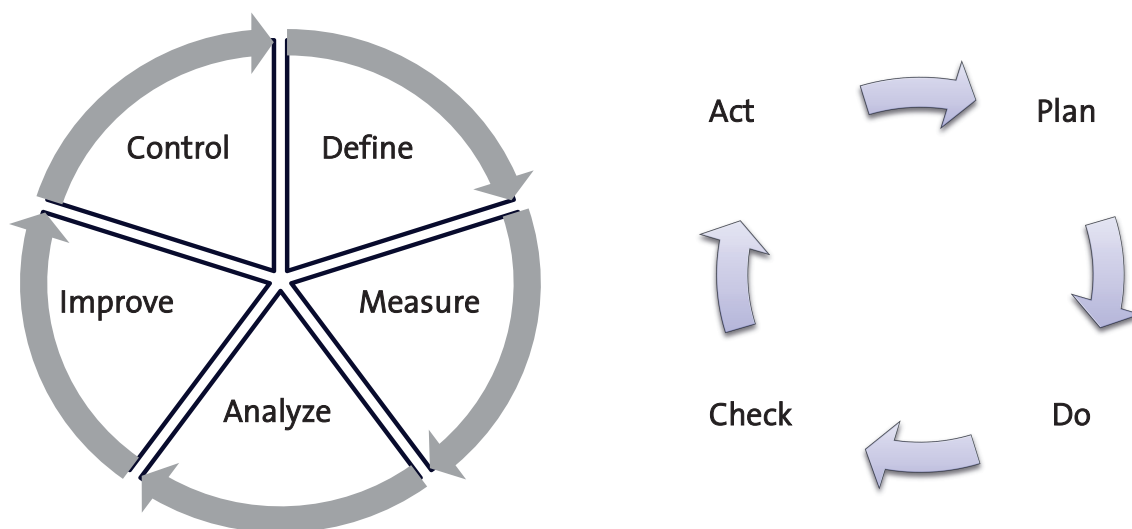 Control
Define
Improve
Measure
Analyze
Act
Plan
Check
Do